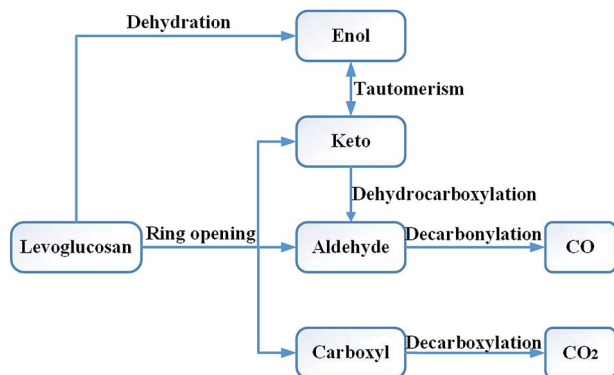 Dehydration
Enol
Tautomerism
Keto
Dehydrocarboxylation
Levoglucosan
Ring opening
Aldehyde
Decarbonylation
CO
Carboxyl
Decarboxylation
CO₂